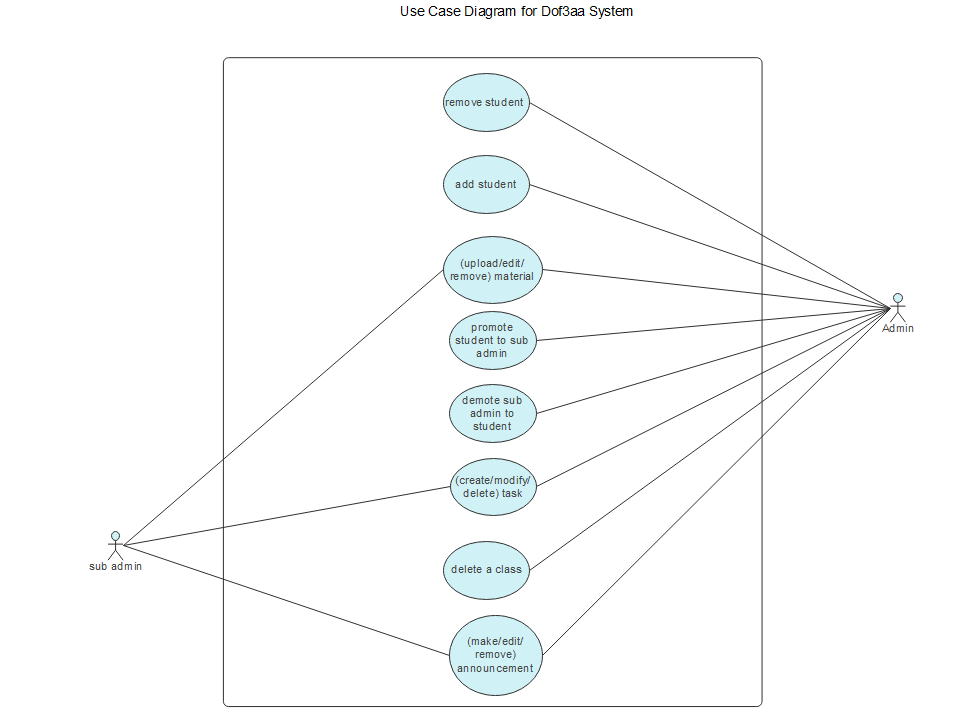 Use Case Diagram for Dof3aa System
remove student
add student
(upload/edit/
remove) material
promote
student to sub
admin
Admin
demote sub
admin to
student
(create/modify/
delete) task
sub admin
delete a class
(make/edit/
remove)
announcement